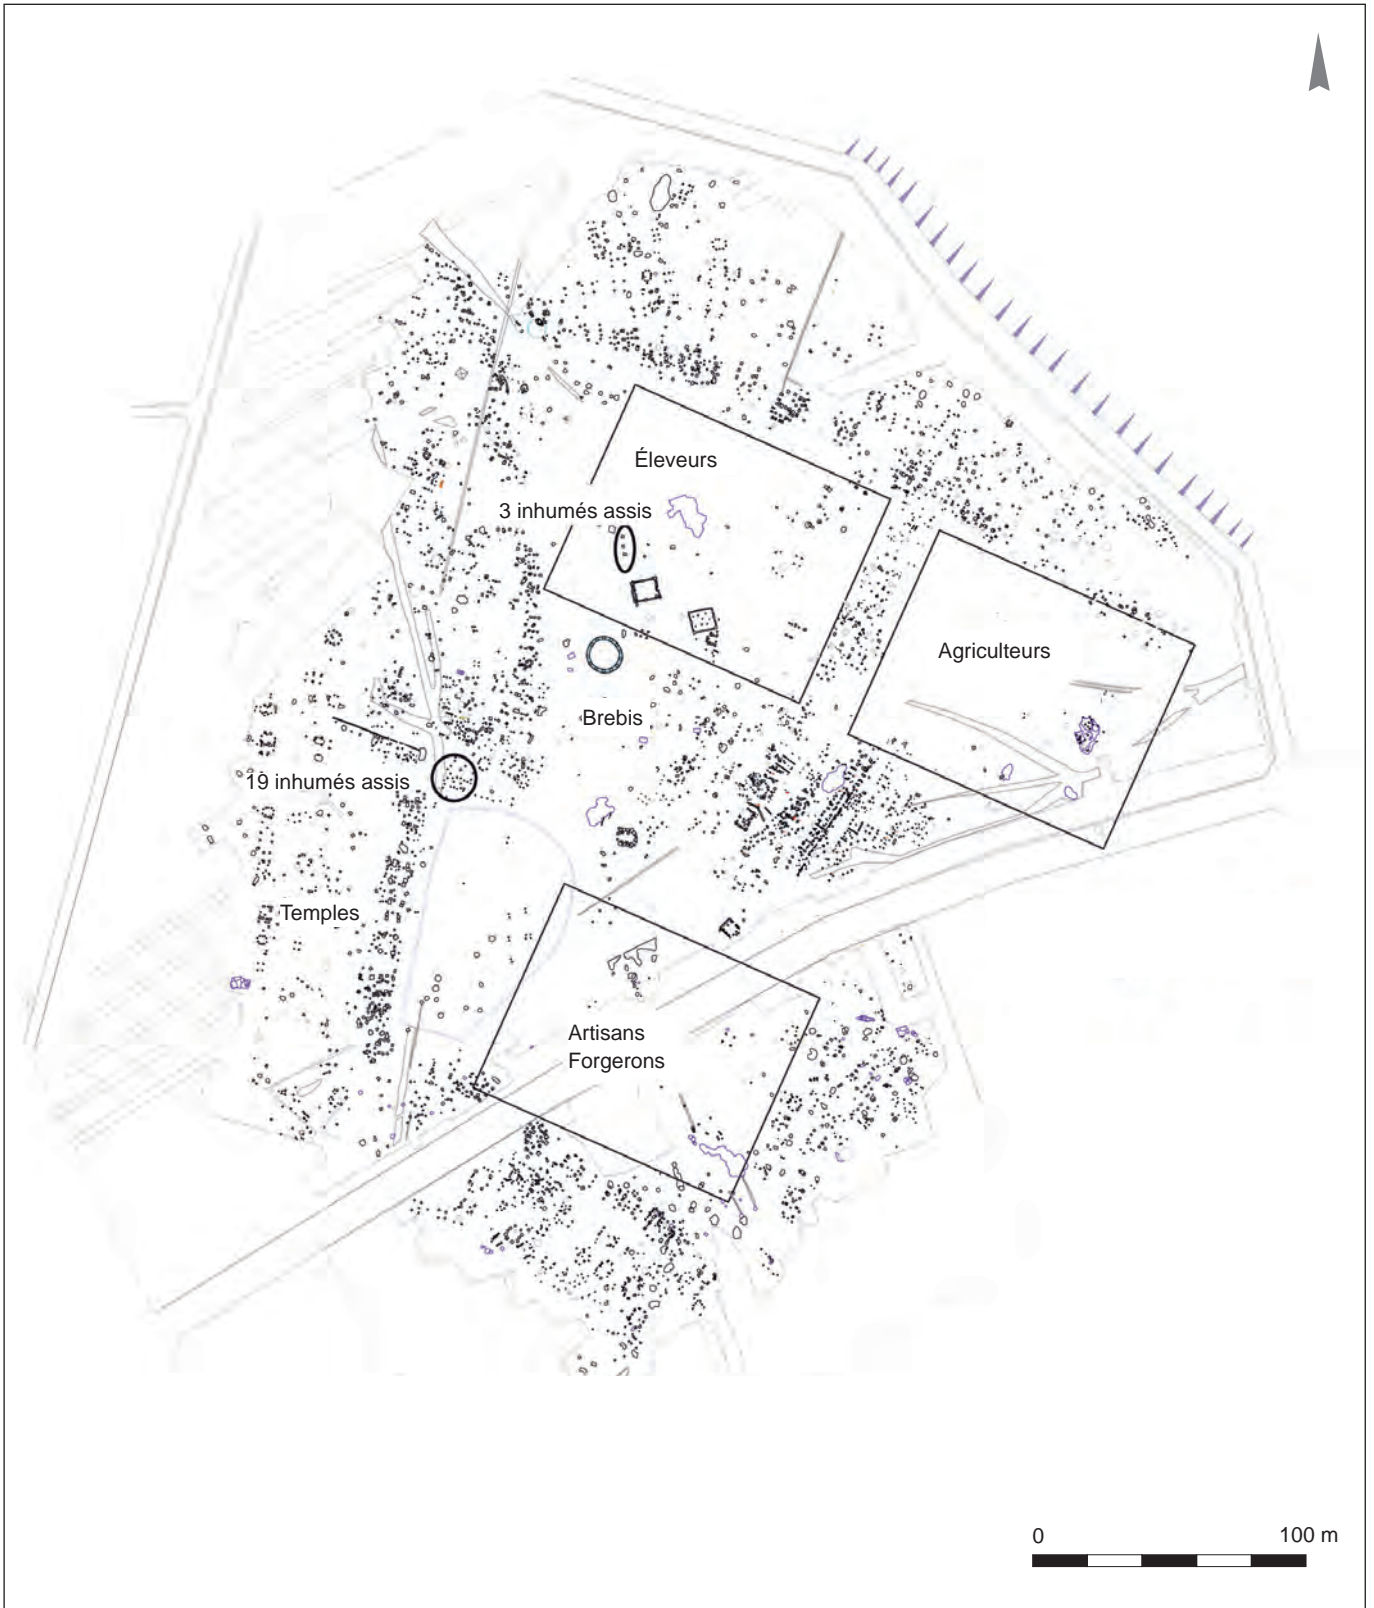 Éleveurs
3 inhumés assis
Agriculteurs
Brebis
19 inhumés assis
Temples
Artisans
Forgerons
0 100 m